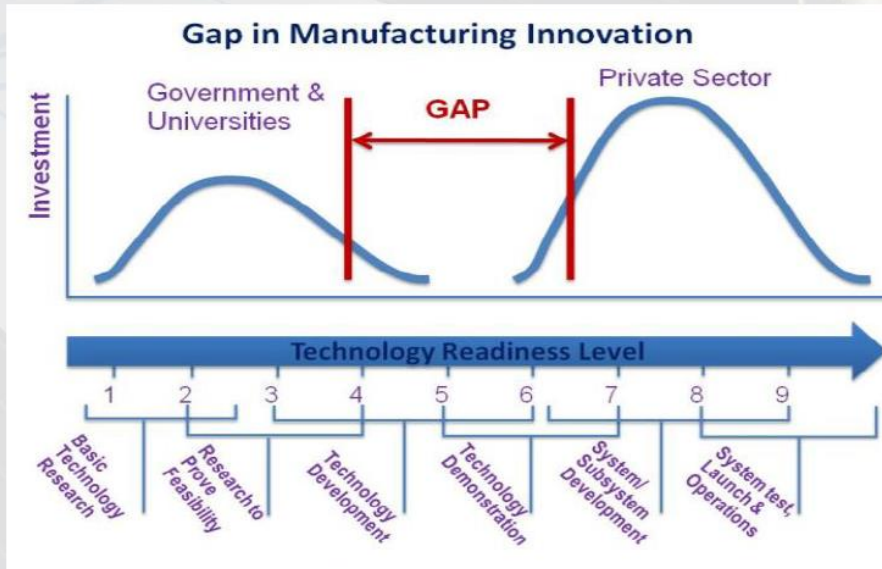 Gap in Manufacturing Innovation
Government &
Universities
GAP
Private Sector
Investment
Technology Readiness Level
1 2 3 4 5 6 7 8 9
Basic
Technology
Research
Research to
Prove
Feasibility
Technology
Development
Technology
Demonstration
System/
Subsystem
Development
System test,
Launch &
Operations